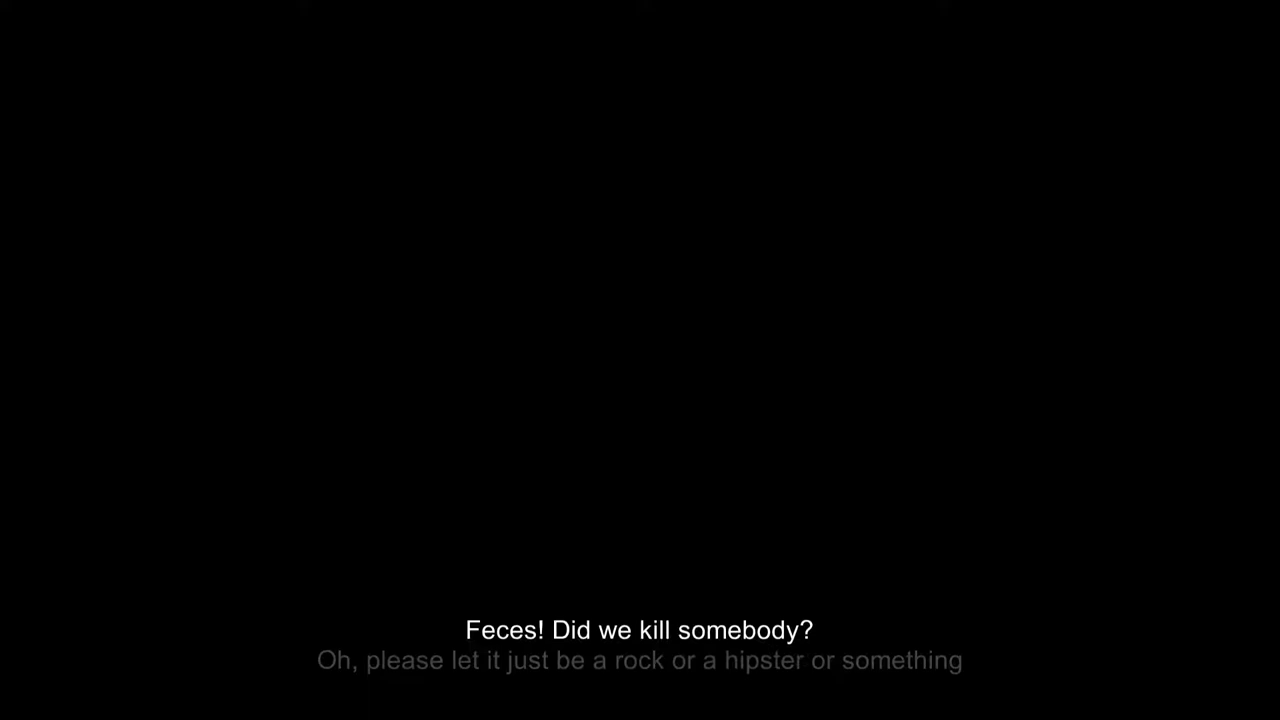 Feces! Did we kill somebody?
Oh, please let it just be a rock or a hipster or something